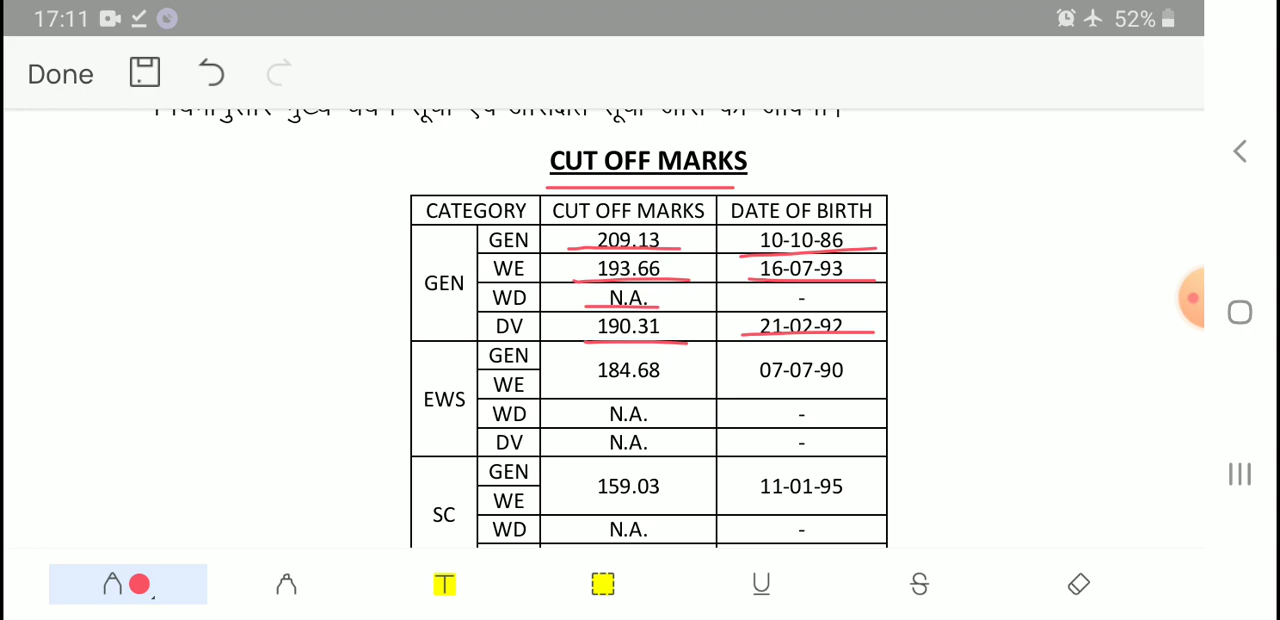 17:11 52%
Done
CUT OFF MARKS
CATEGORY CUT OFF MARKS DATE OF BIRTH
GEN GEN 209.13 10-10-86
WE 193.66 16-07-93
WD N.A. -
DV 190.31 21-02-92
EWS GEN 184.68 07-07-90
WE
WD N.A. -
DV N.A. -
SC GEN 159.03 11-01-95
WE
WD N.A. -
T U S